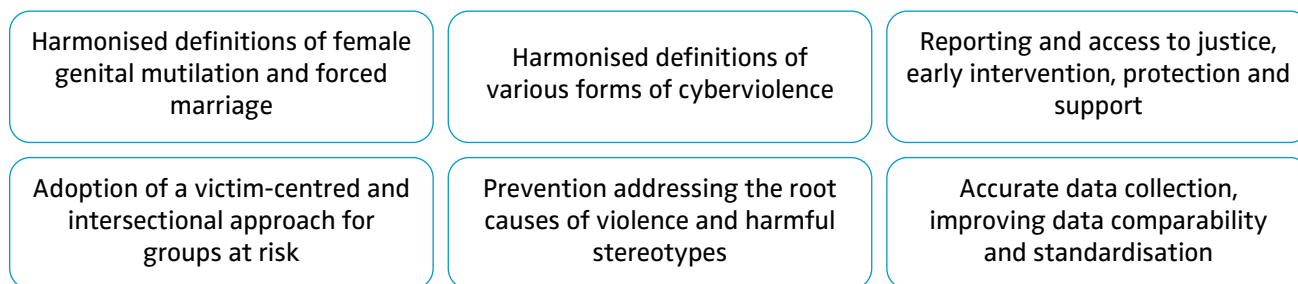 Harmonised definitions of female
genital mutilation and forced
marriage
Harmonised definitions of
various forms of cyberviolence
Reporting and access to justice,
early intervention, protection and
support
Adoption of a victim-centred and
intersectional approach for
groups at risk
Prevention addressing the root
causes of violence and harmful
stereotypes
Accurate data collection,
improving data comparability
and standardisation